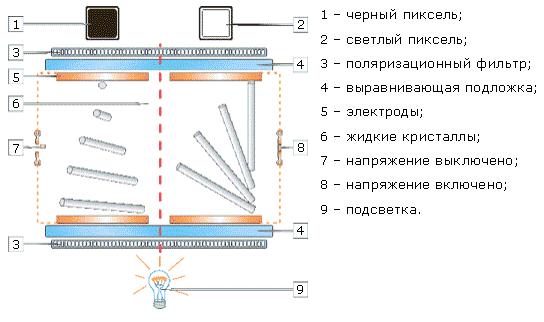 1
2
1 – черный пиксель;
2 – светлый пиксель;
3
3 – поляризационный фильтр;
4
4 – выравнивающая подложка;
5
5 – электроды;
6
6 – жидкие кристаллы;
7
8
7 – напряжение выключено;
8 – напряжение включено;
9 – подсветка.
4
3
9